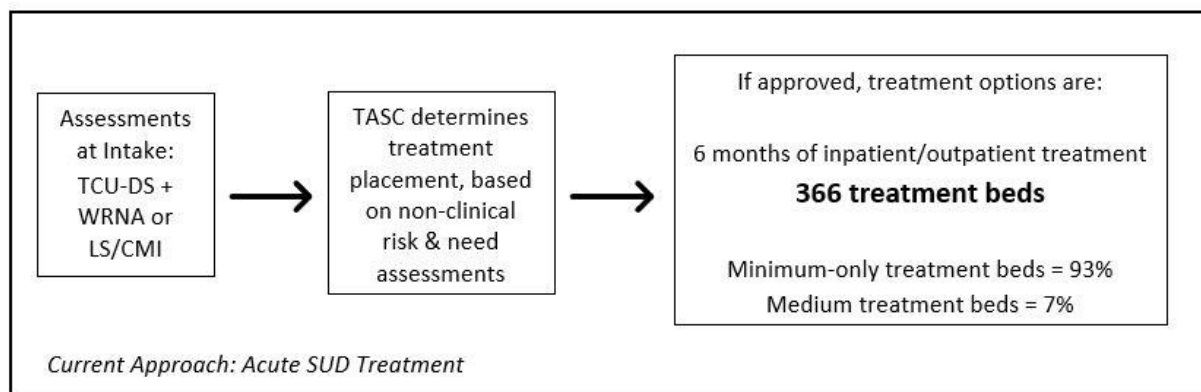 Assessments
at Intake:
TCU-DS +
WRNA or
LS/CMI
TASC determines
treatment
placement, based
on non-clinical
risk & need
assessments
If approved, treatment options are:
6 months of inpatient/outpatient treatment
366 treatment beds
Minimum-only treatment beds = 93%
Medium treatment beds = 7%
Current Approach: Acute SUD Treatment